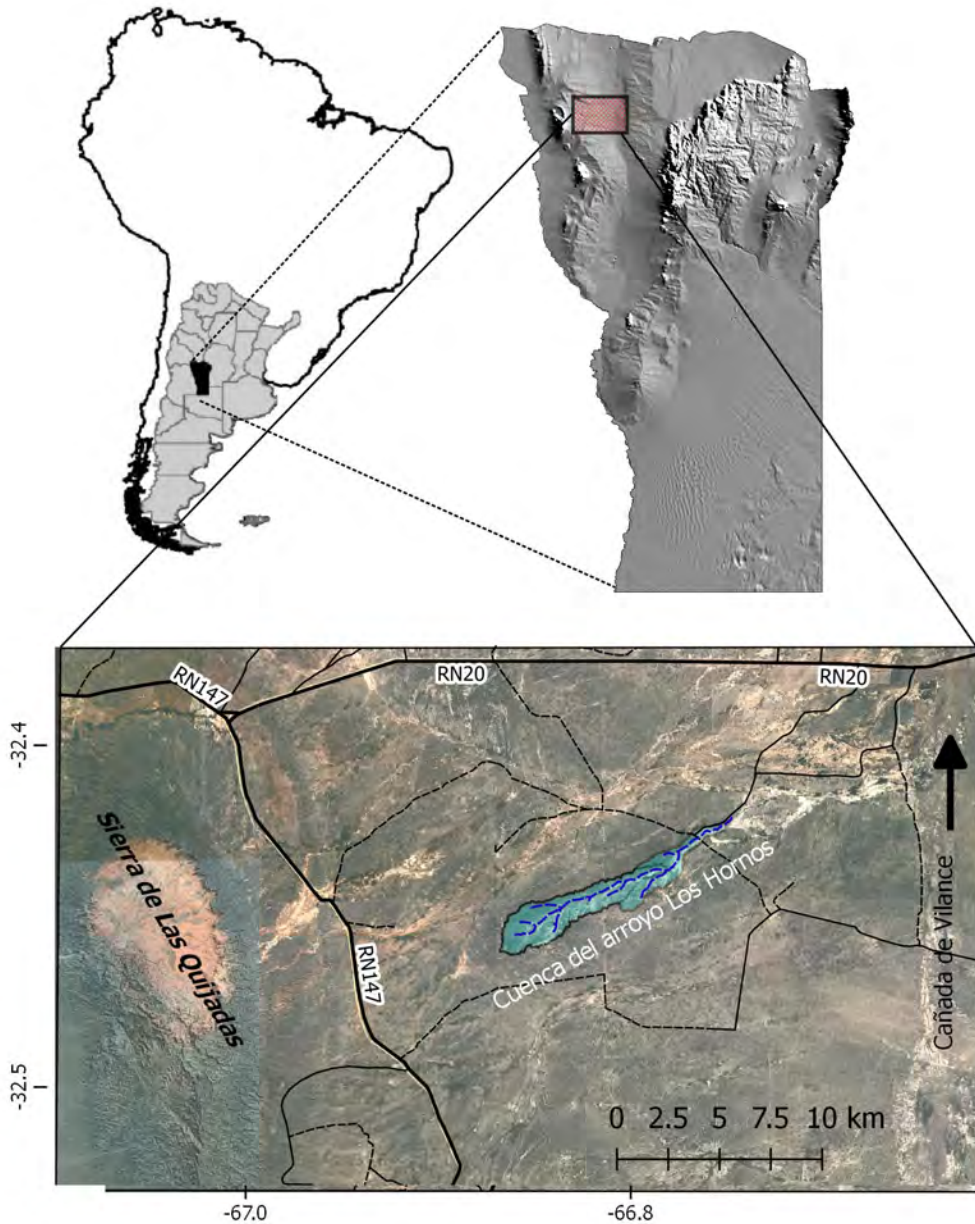 RN147
RN20
RN20
-32.4
Sierra de Las Quijadas
Cuenca del arroyo Los Hornos
RN147
Cañada de Vilance
-32.5
0 2.5 5 7.5 10 km
-67.0
-66.8